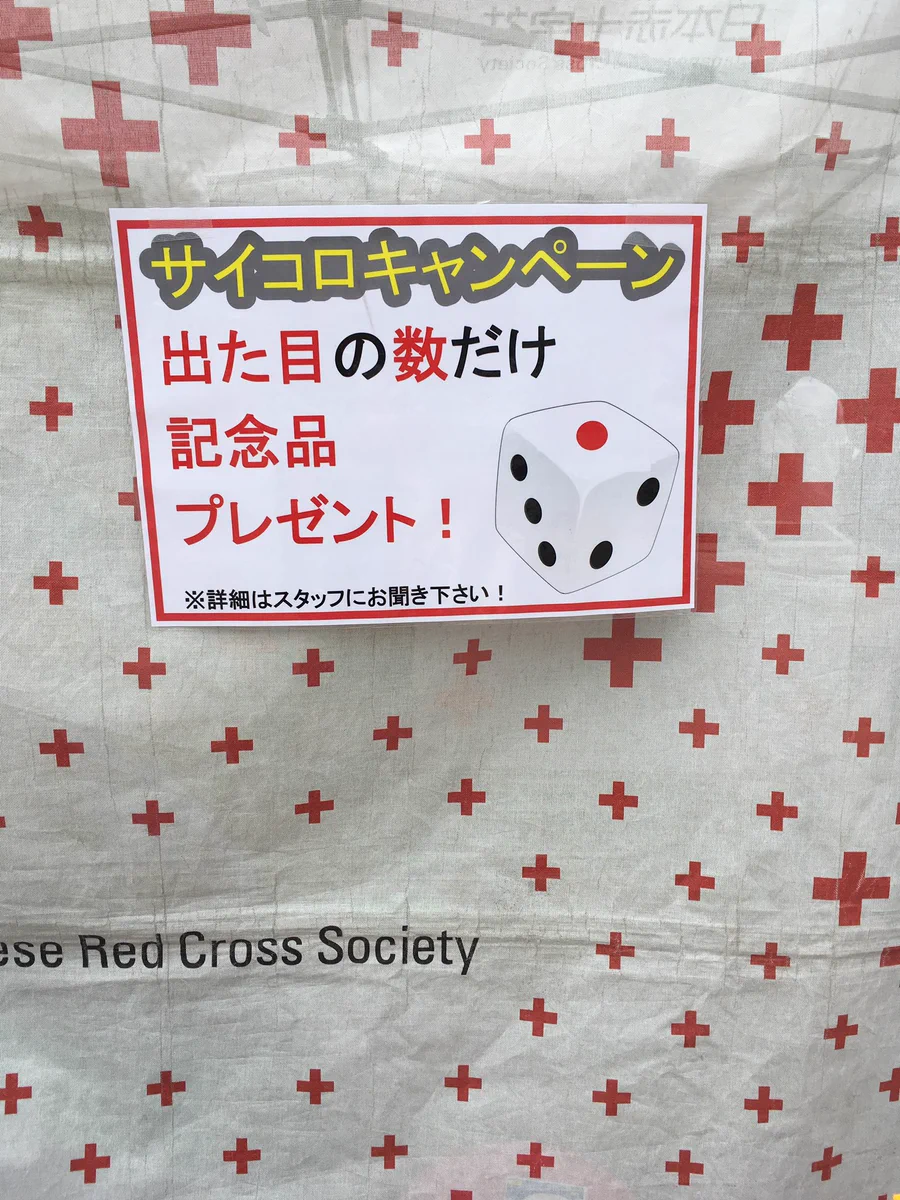 サイコロキャンペーン
出た目の数だけ
記念品
プレゼント！
※詳細はスタッフにお聞き下さい！
ese Red Cross Society